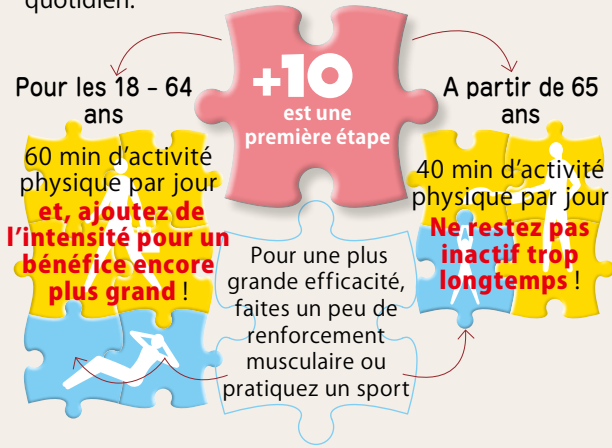 quotidien.
+10
est une
première étape
Pour les 18 - 64
ans
60 min d’activité
physique par jour
et, ajoutez de
l’intensité pour un
bénéfice encore
plus grand !
A partir de 65
ans
40 min d’activité
physique par jour
Ne restez pas
inactif trop
longtemps !
Pour une plus
grande efficacité,
faites un peu de
renforcement
musculaire ou
pratiquez un sport